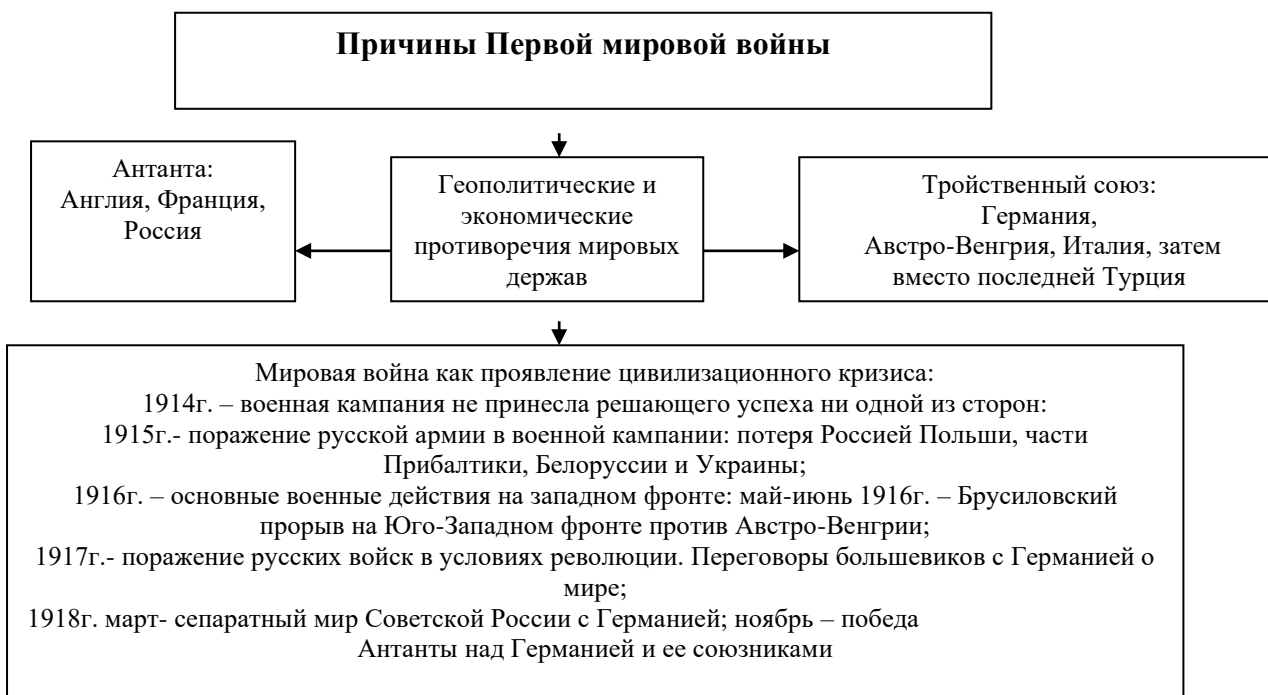 Причины Первой мировой войны
Антанта:
Англия, Франция,
Россия
Геополитические и
экономические
противоречия мировых
держав
Тройственный союз:
Германия,
Австро-Венгрия, Италия, затем
вместо последней Турция
Мировая война как проявление цивилизационного кризиса:
1914г. – военная кампания не принесла решающего успеха ни одной из сторон:
1915г.- поражение русской армии в военной кампании: потеря Россией Польши, части
Прибалтики, Белоруссии и Украины;
1916г. – основные военные действия на западном фронте: май-июнь 1916г. – Брусиловский
прорыв на Юго-Западном фронте против Австро-Венгрии;
1917г.- поражение русских войск в условиях революции. Переговоры большевиков с Германией о
мире;
1918г. март- сепаратный мир Советской России с Германией; ноябрь – победа
Антанты над Германией и ее союзниками